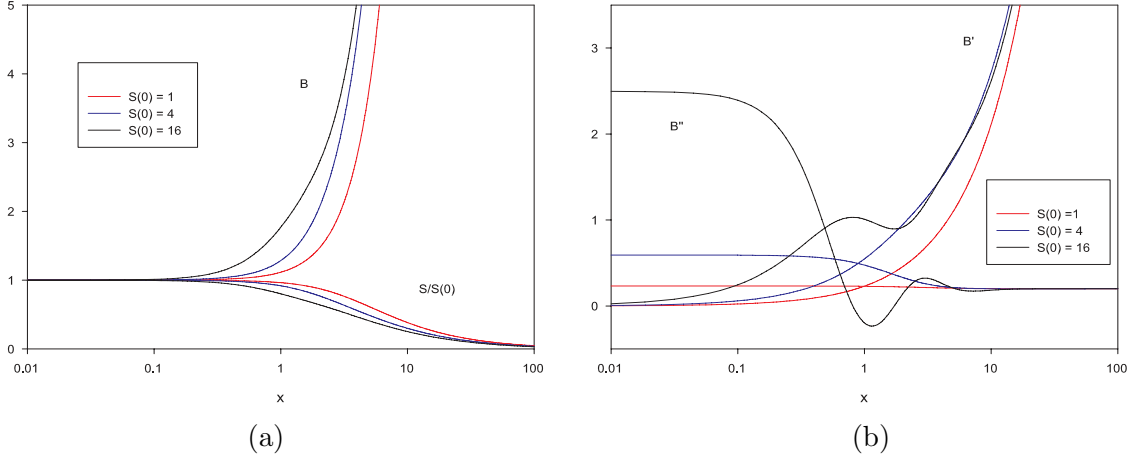 5
4
3
2
1
0
B
S(0) = 1
S(0) = 4
S(0) = 16
S/S(0)
0.01 0.1 1 10 100
x
(a)
3
2
1
0
B'
B"
S(0) =1
S(0) = 4
S(0) = 16
0.01 0.1 1 10 100
x
(b)